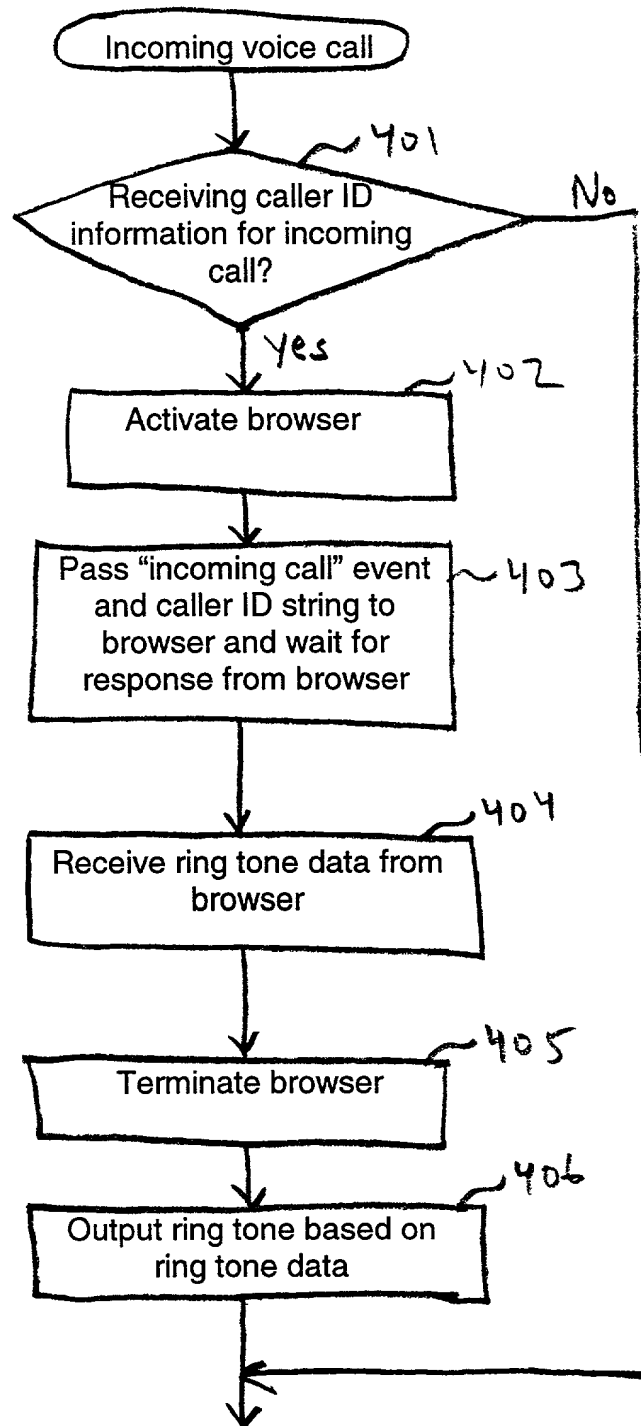 Incoming voice call
401
Receiving caller ID
information for incoming
call?
No
yes
402
Activate browser
403
Pass “incoming call” event
and caller ID string to
browser and wait for
response from browser
404
Receive ring tone data from
browser
405
Terminate browser
406
Output ring tone based on
ring tone data